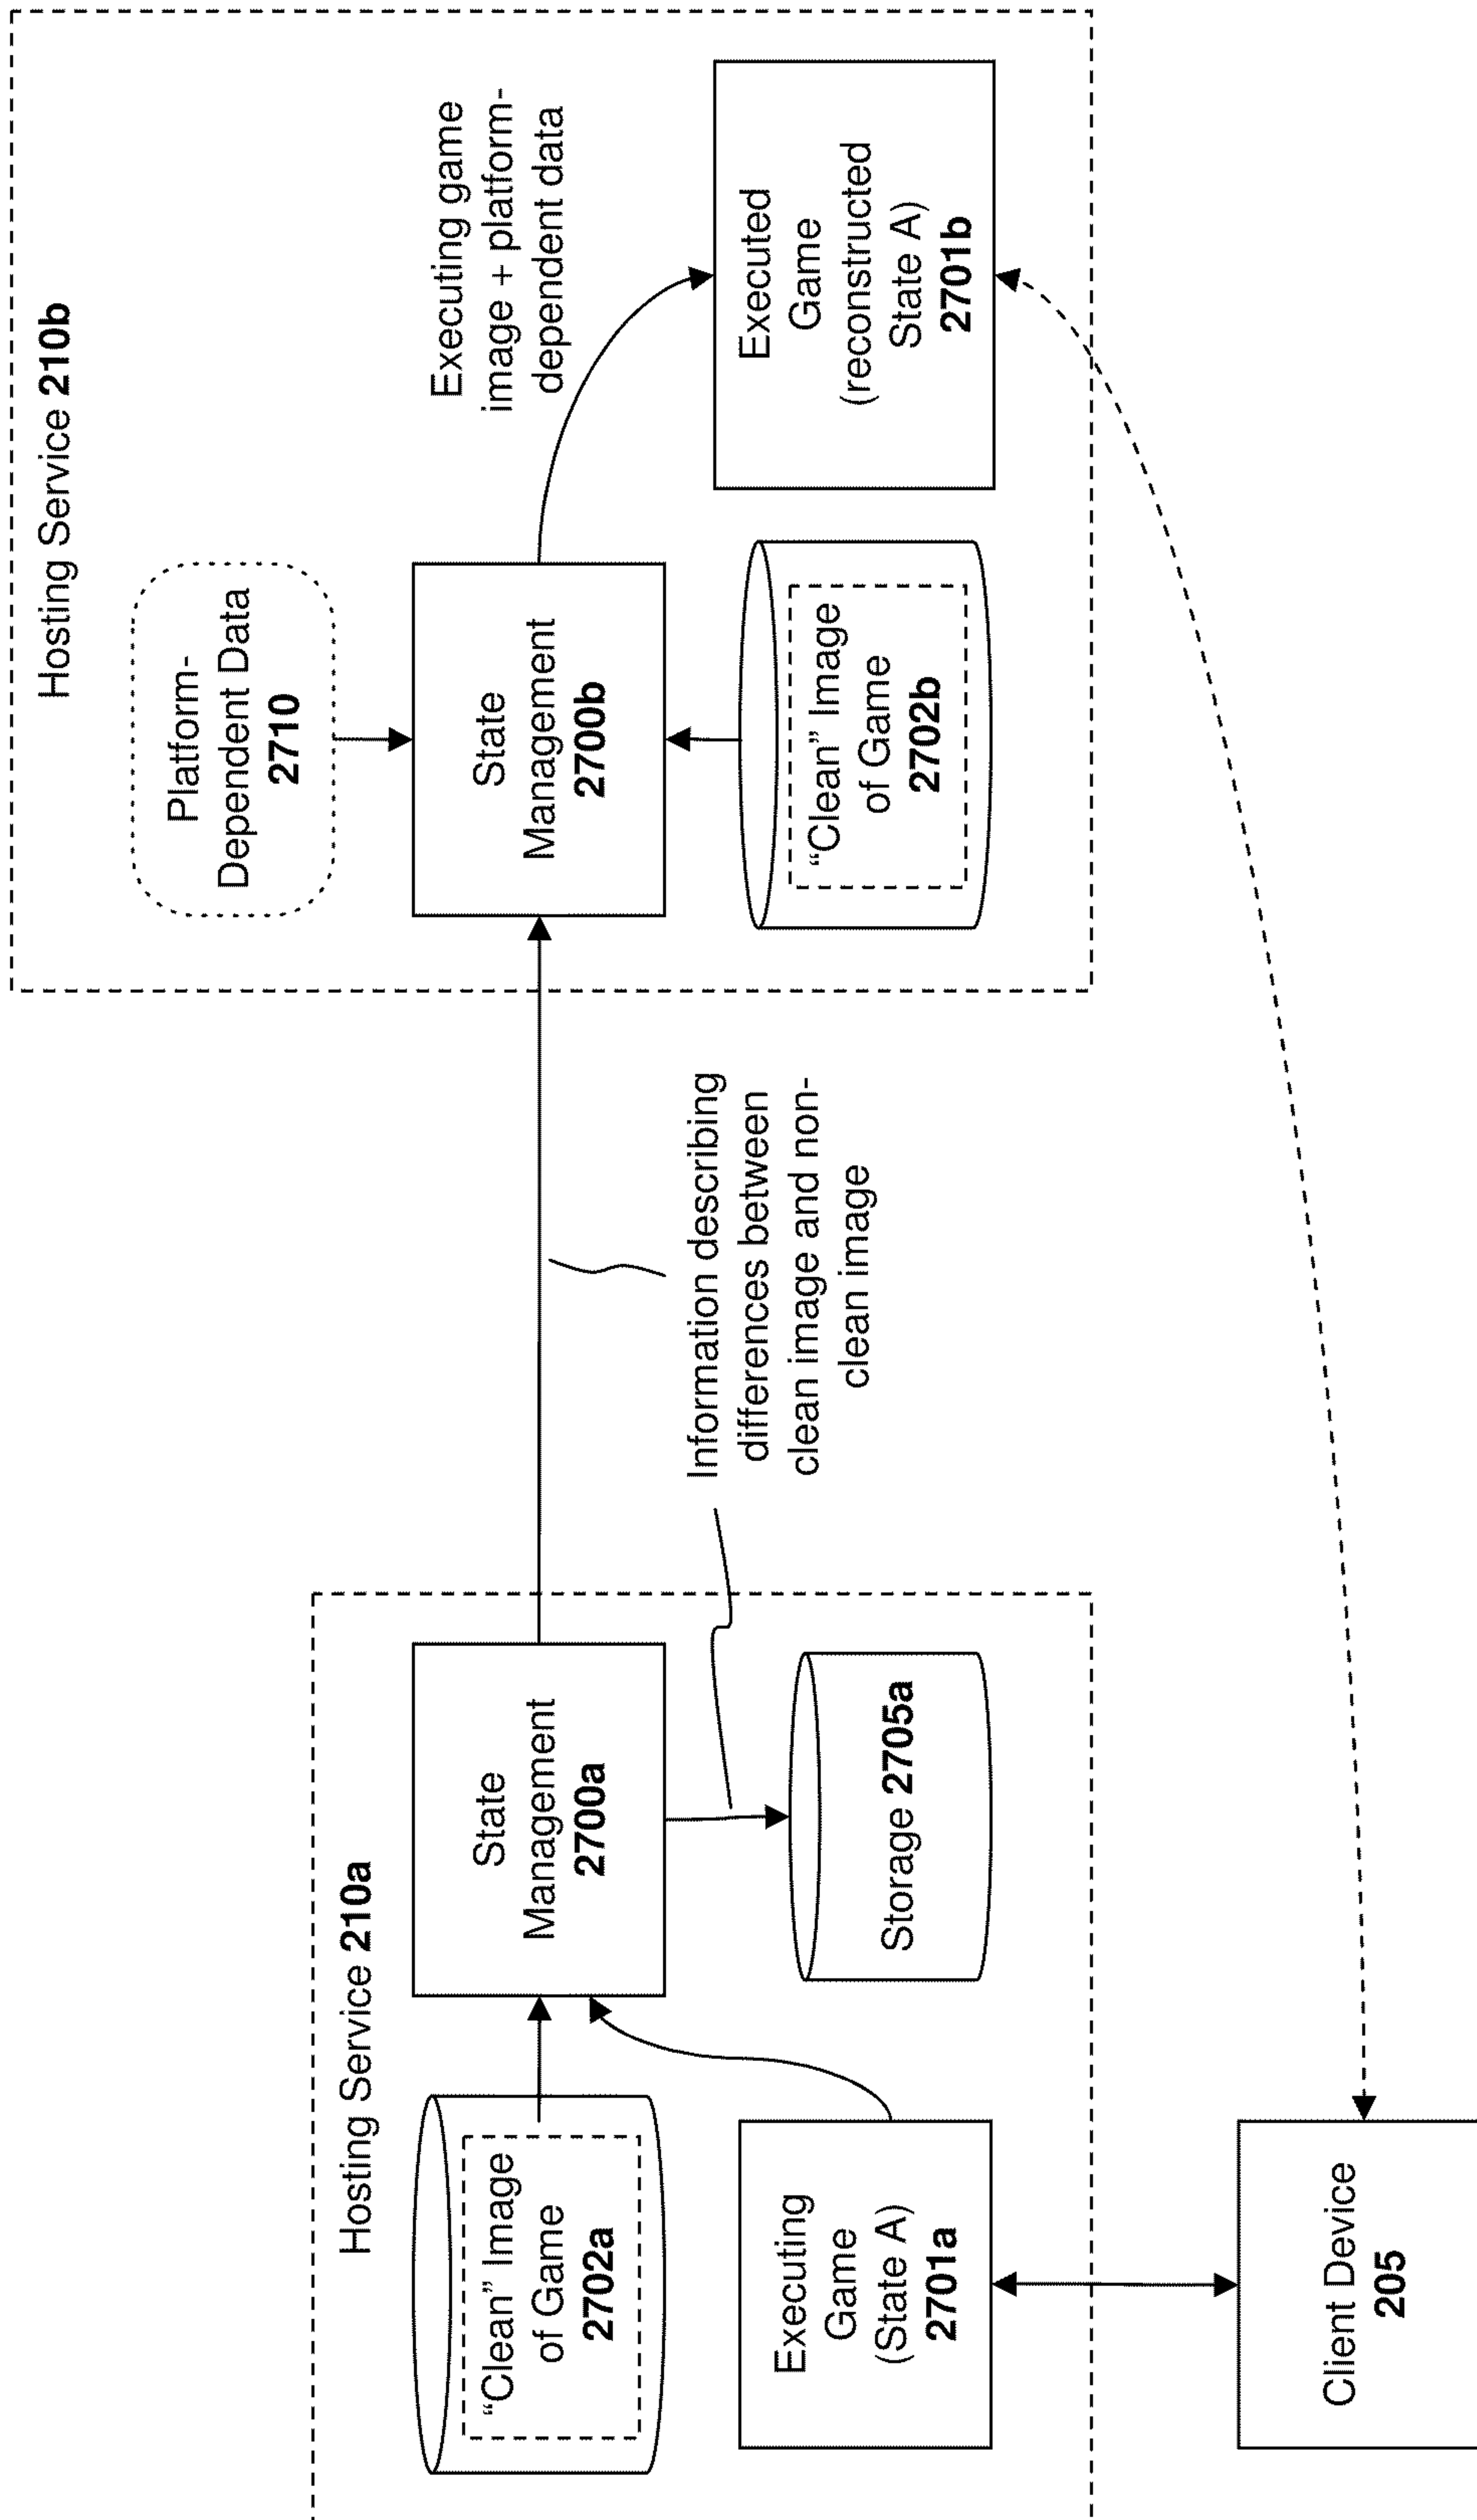 Hosting Service 210a
“Clean” Image
of Game
2702a
State
Management
2700a
Executing
Game
(State A)
2701a
Storage 2705a
Client Device
205
Information describing
differences between
clean image and non-
clean image
Hosting Service 210b
Platform-
Dependent Data
2710
State
Management
2700b
“Clean” Image
of Game
2702b
Executing game
image + platform-
dependent data
Executed
Game
(reconstructed
State A)
2701b